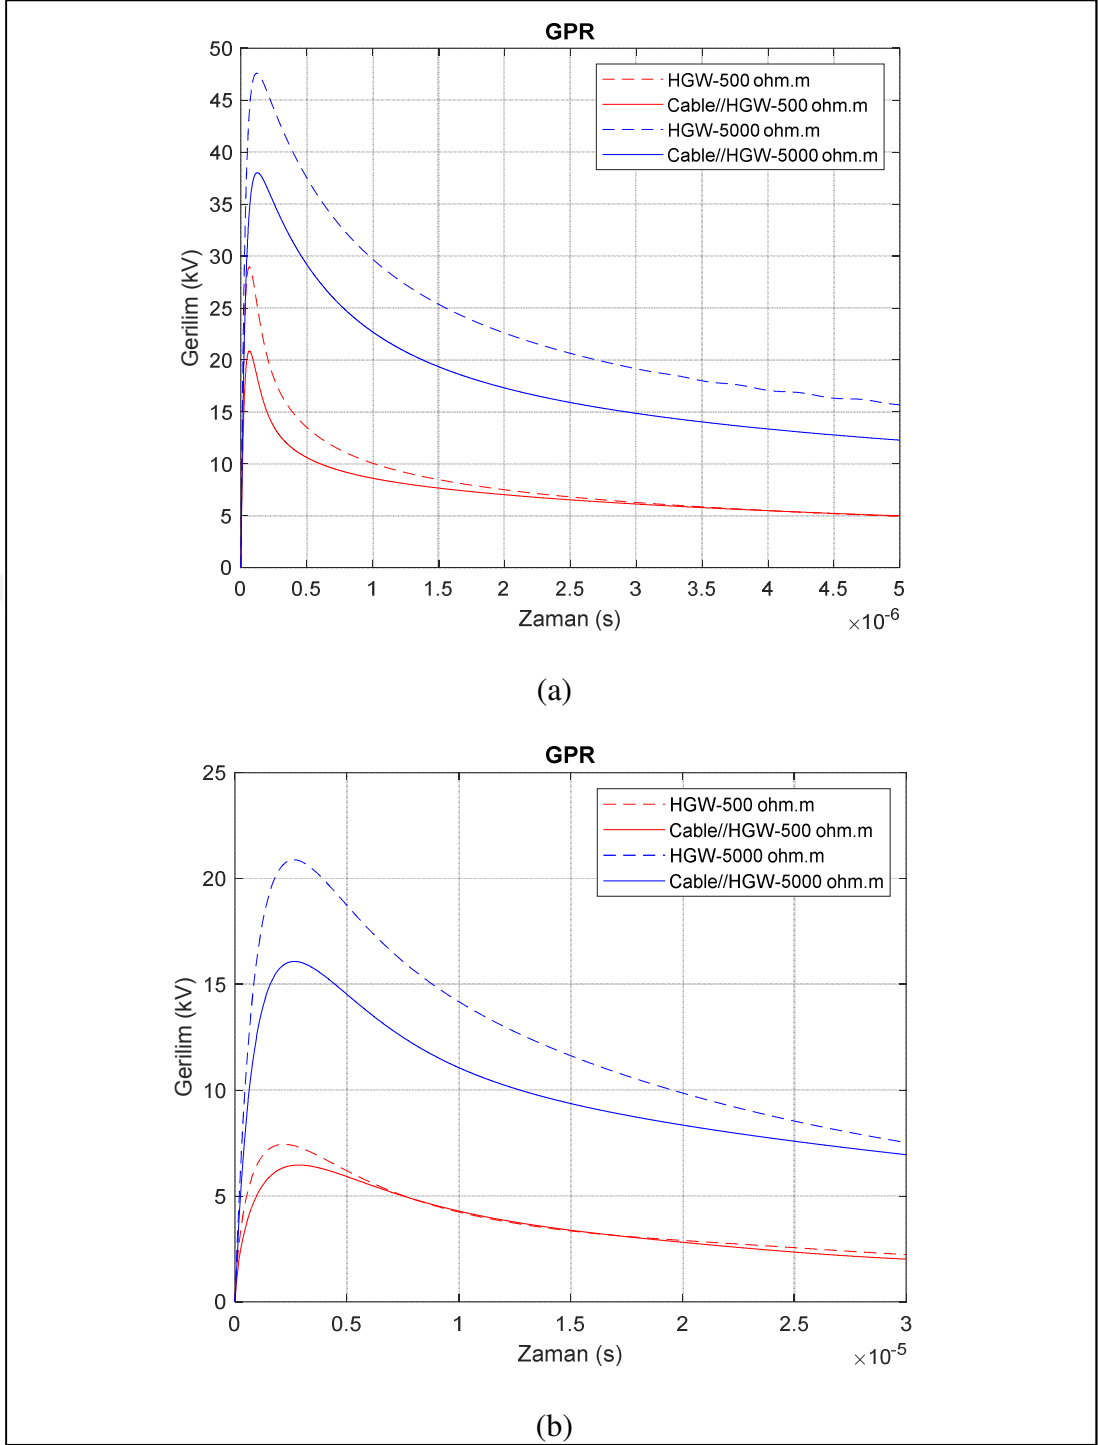 GPR
50
45
40
35
30
25
20
15
10
5
0
Gerilim (kV)
HGW-500 ohm.m
Cable//HGW-500 ohm.m
HGW-5000 ohm.m
Cable//HGW-5000 ohm.m
0 0.5 1 1.5 2 2.5 3 3.5 4 4.5 5
Zaman (s)
×10-6
(a)
GPR
25
20
15
10
5
0
Gerilim (kV)
HGW-500 ohm.m
Cable//HGW-500 ohm.m
HGW-5000 ohm.m
Cable//HGW-5000 ohm.m
0 0.5 1 1.5 2 2.5 3
Zaman (s)
×10-5
(b)